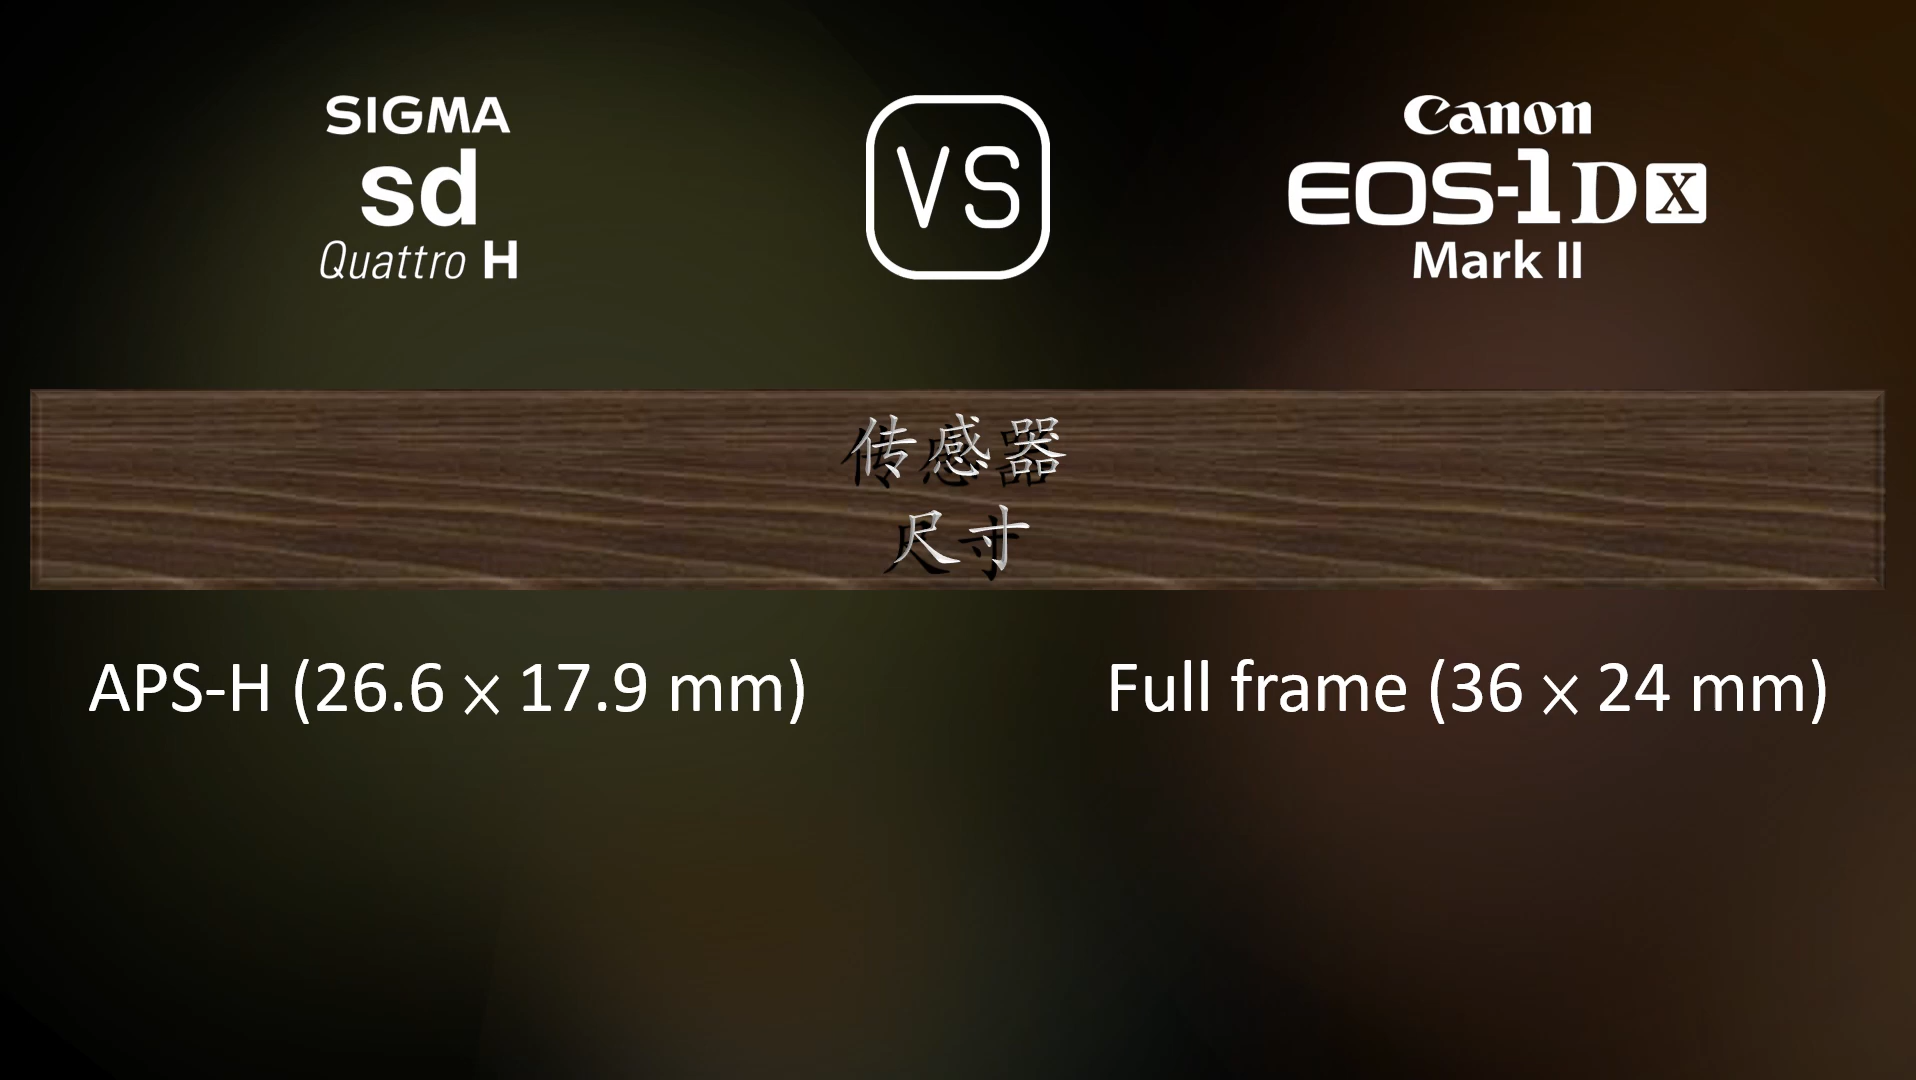 SIGMA
sd
Quattro H
VS
Canon
EOS-1D X
Mark II
传感器
尺寸
APS-H (26.6 x 17.9 mm)
Full frame (36 x 24 mm)